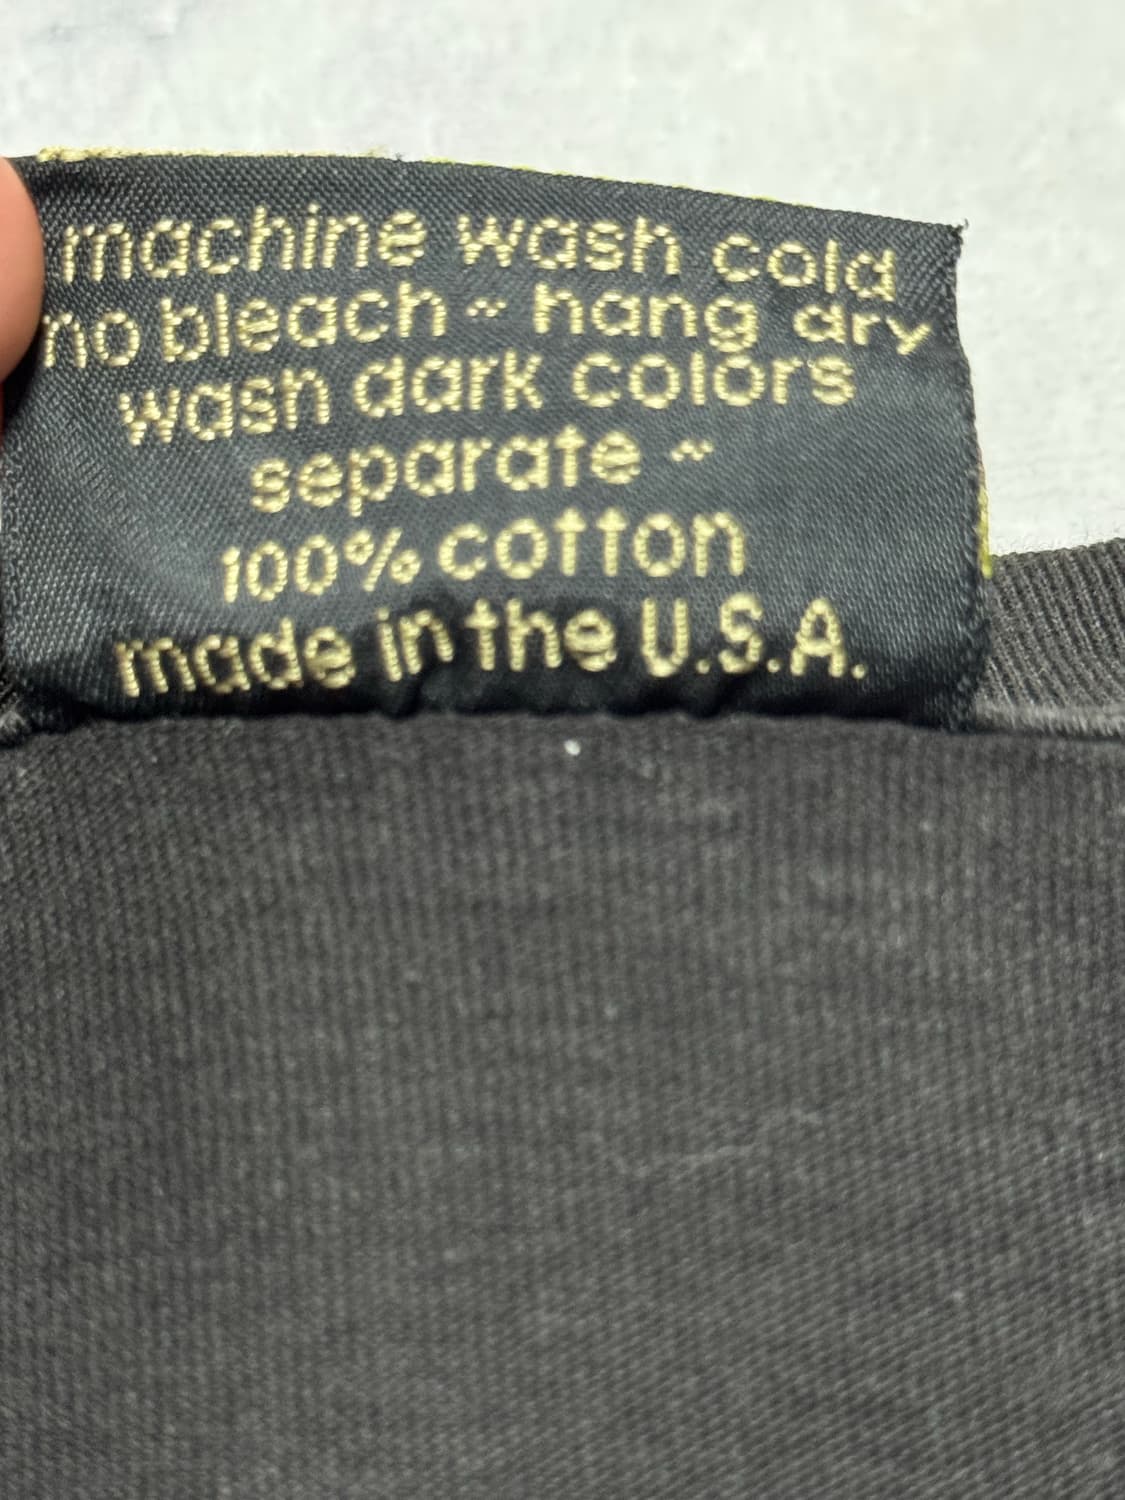 machine wash cold
no bleach ~ hang dry
wash dark colors
separate ~
100% cotton
made in the U.S.A.